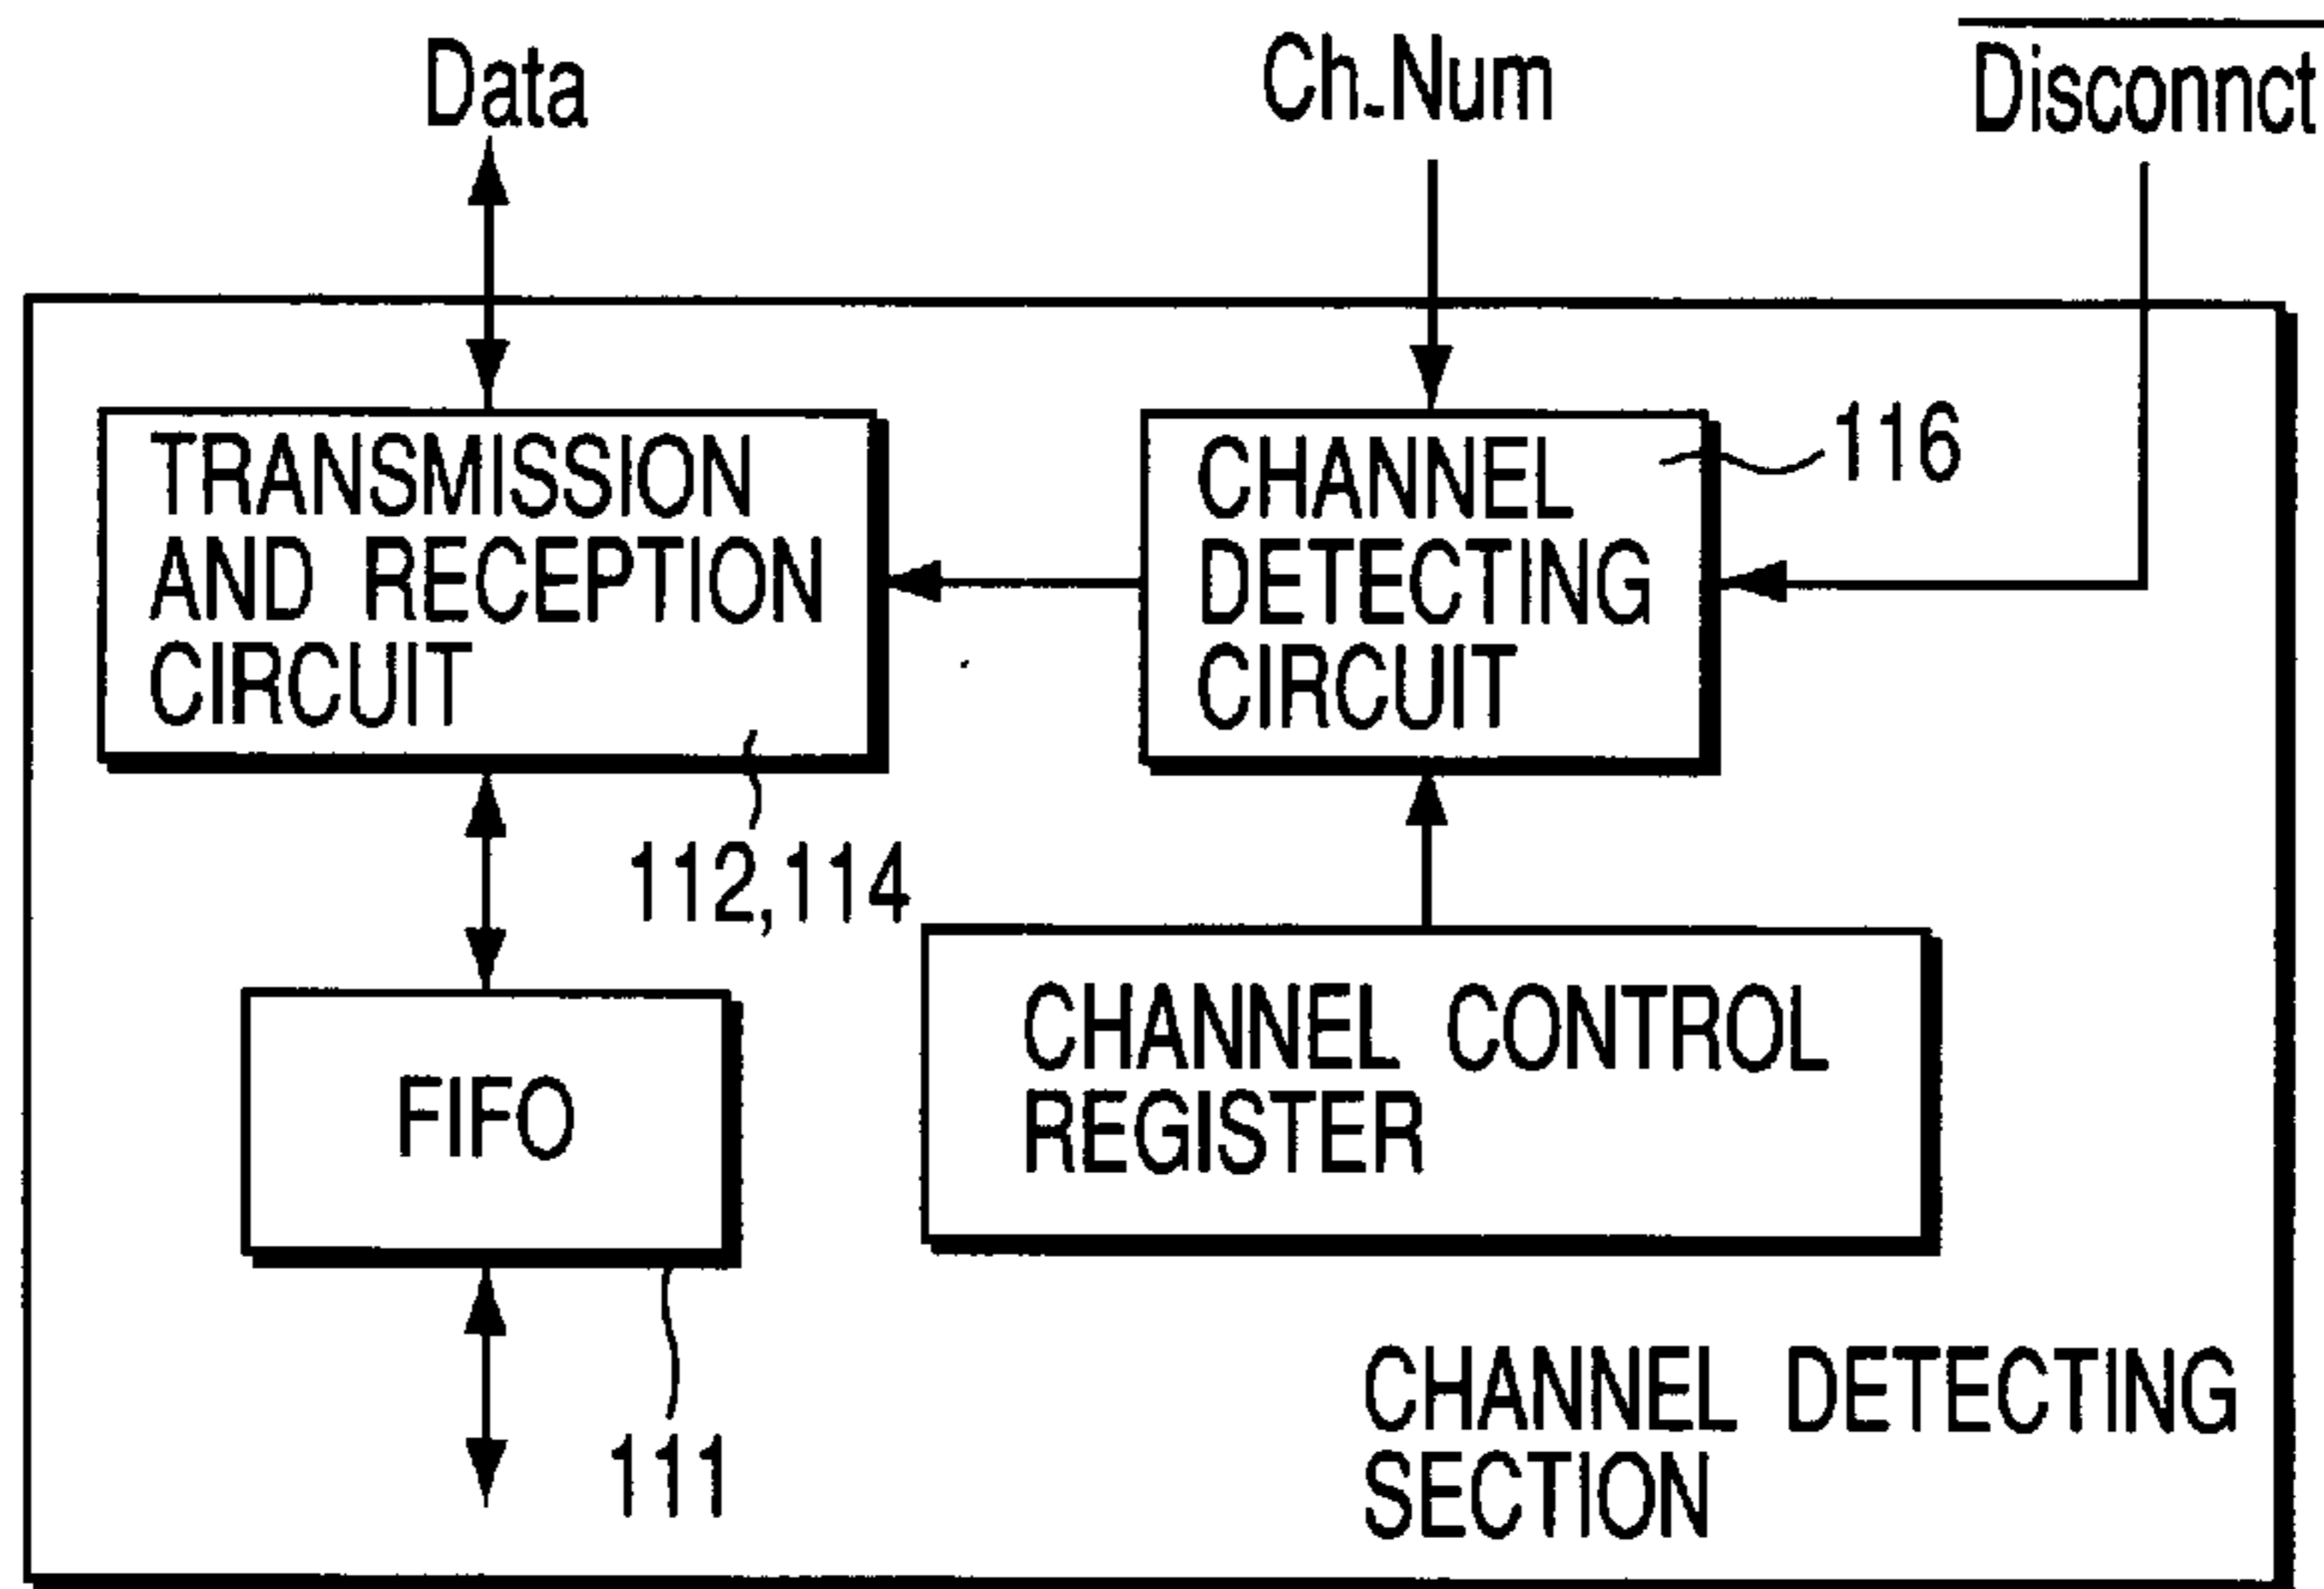 Data
Ch.Num
Disconnct
TRANSMISSION
AND RECEPTION
CIRCUIT
CHANNEL
DETECTING
CIRCUIT
116
112,114
FIFO
CHANNEL CONTROL
REGISTER
111
CHANNEL DETECTING
SECTION